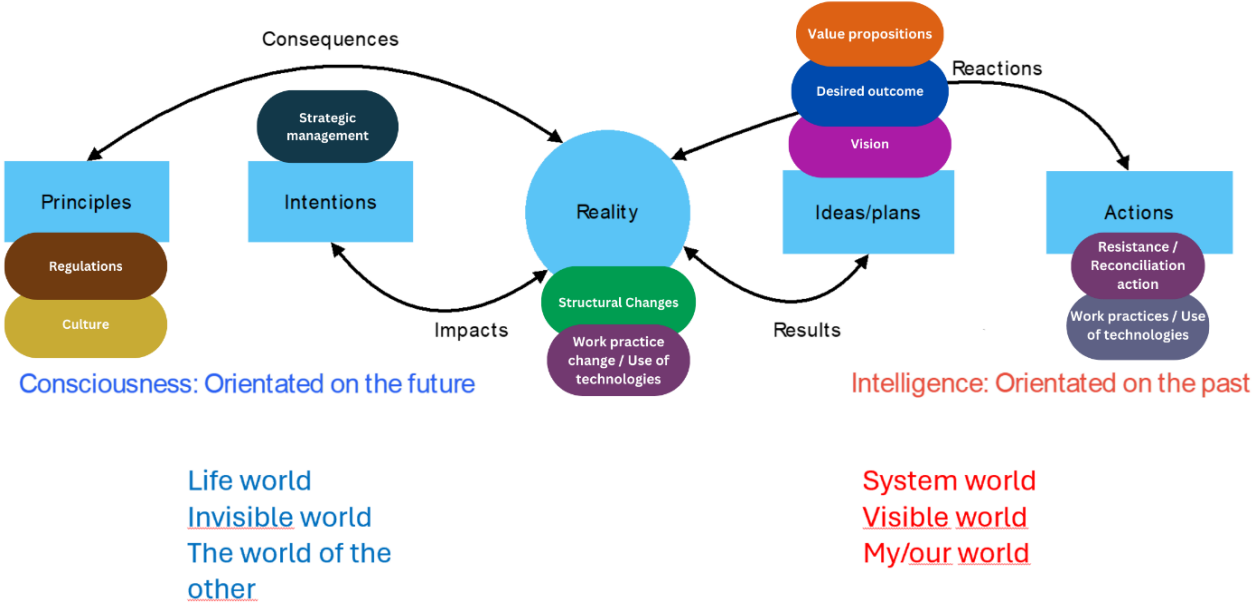 Consequences
Value propositions
Reactions
Desired outcome
Strategic
management
Vision
Principles
Intentions
Reality
Ideas/plans
Actions
Regulations
Culture
Structural Changes
Work practice
change / Use of
technologies
Resistance /
Reconciliation
action
Work practices / Use
of technologies
Impacts
Results
Consciousness: Orientated on the future
Intelligence: Orientated on the past
Life world
Invisible world
The world of the
other
System world
Visible world
My/our world